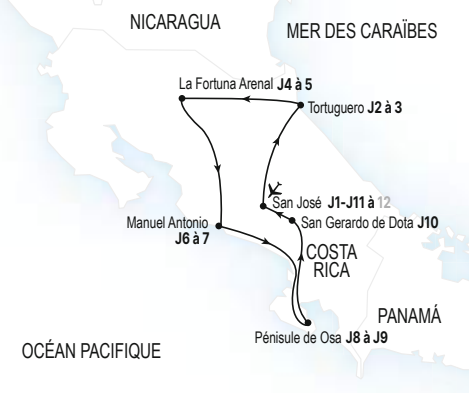 NICARAGUA
MER DES CARAÏBES
La Fortuna Arenal J4 à 5
Tortuguero J2 à 3
San José J1-J11 à 12
San Gerardo de Dota J10
Manuel Antonio
J6 à 7
COSTA
RICA
PANAMÁ
Pénisule de Osa J8 à J9
OCÉAN PACIFIQUE